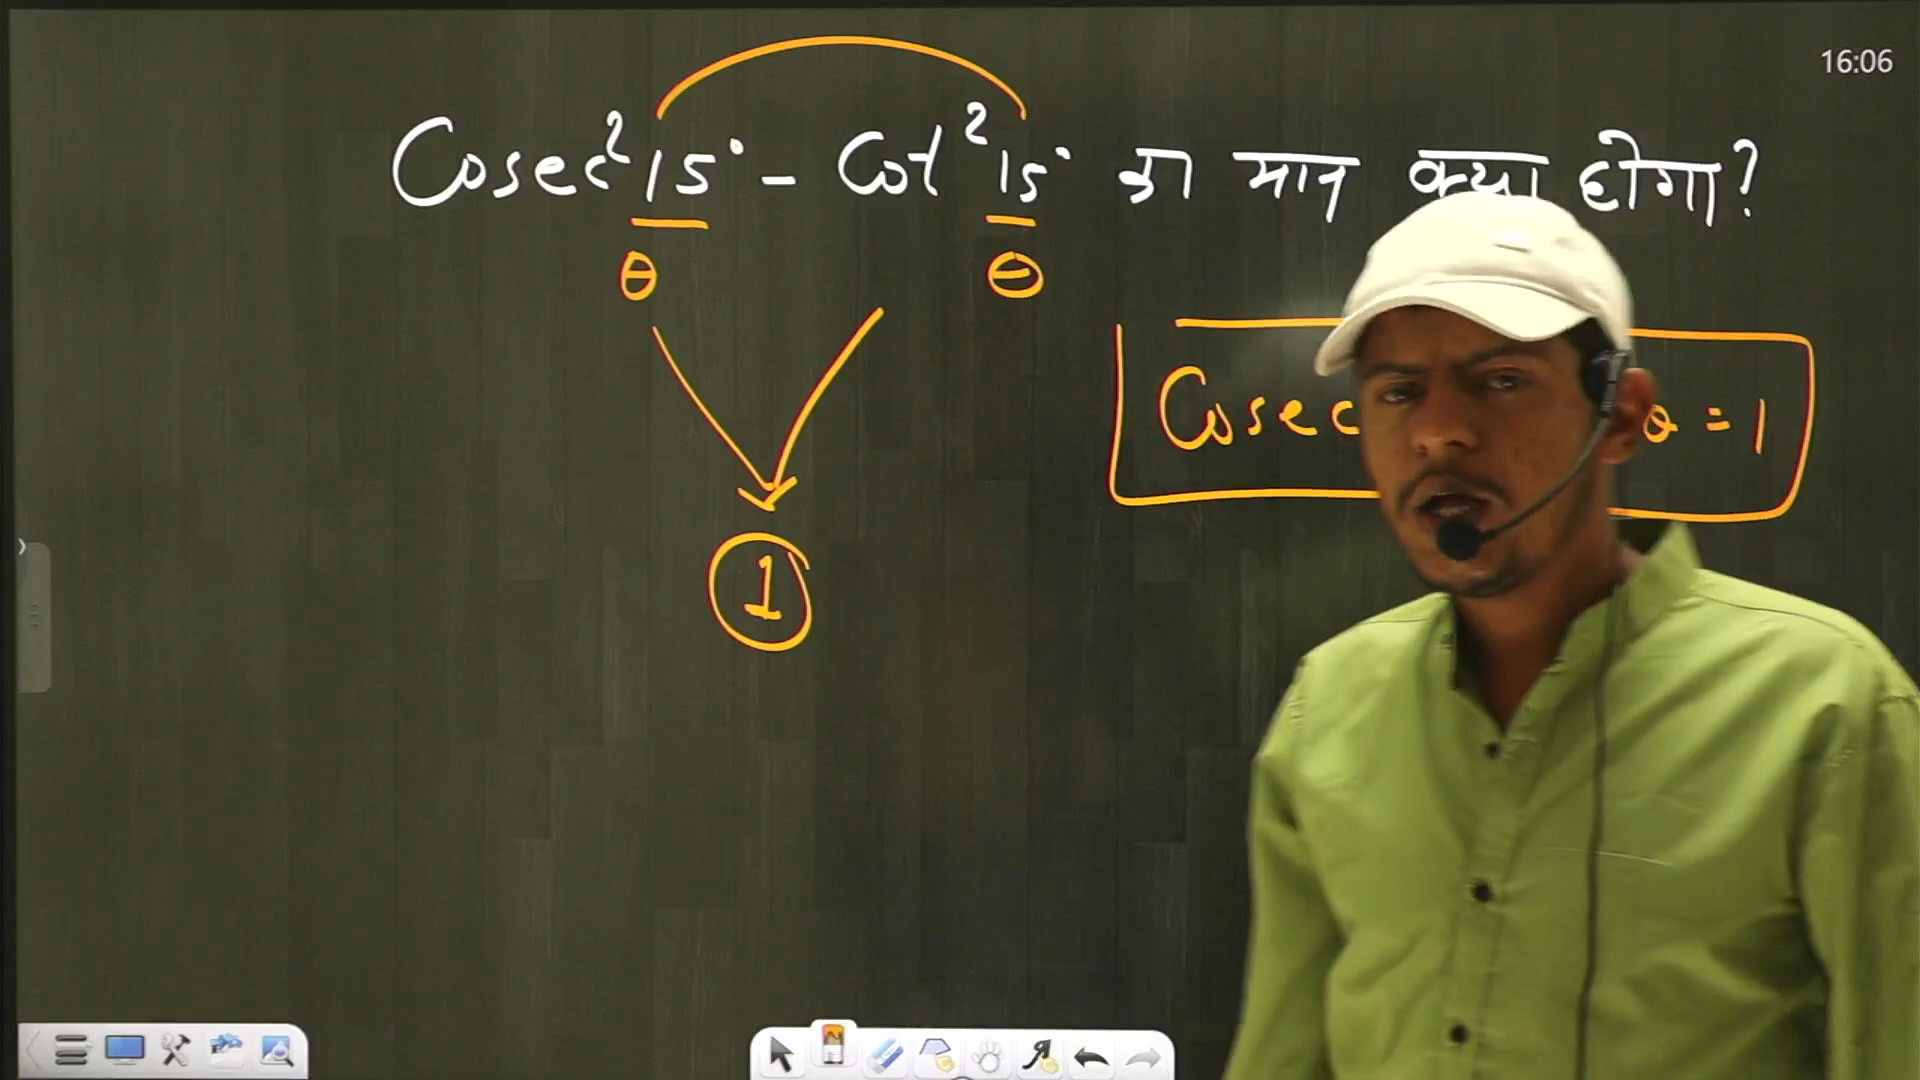 16:06
Cosec²15° - Cot²15° का मान क्या होगा?
θ θ
Cosec θ = 1
1